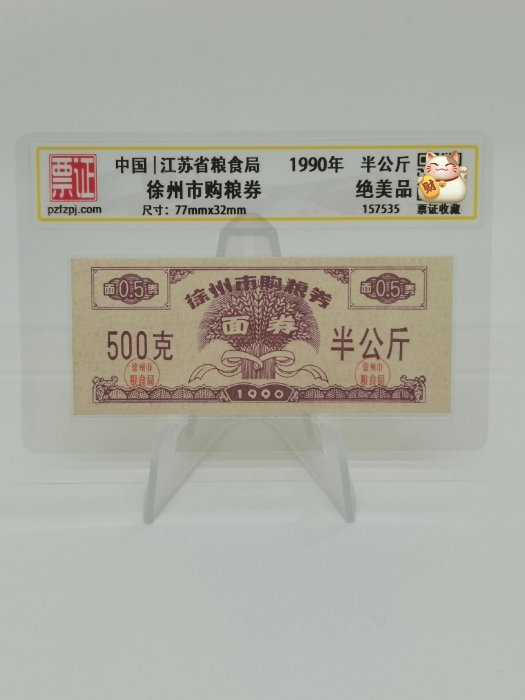 票证
pzfzpj.com
中国 | 江苏省粮食局 1990年 半公斤
徐州市购粮券 绝美品
尺寸：77mmx32mm 157535 票证收藏
财
面0.5券 徐州市购粮券 面0.5券
面券
500克 半公斤
徐州市粮食局 徐州市粮食局
1990